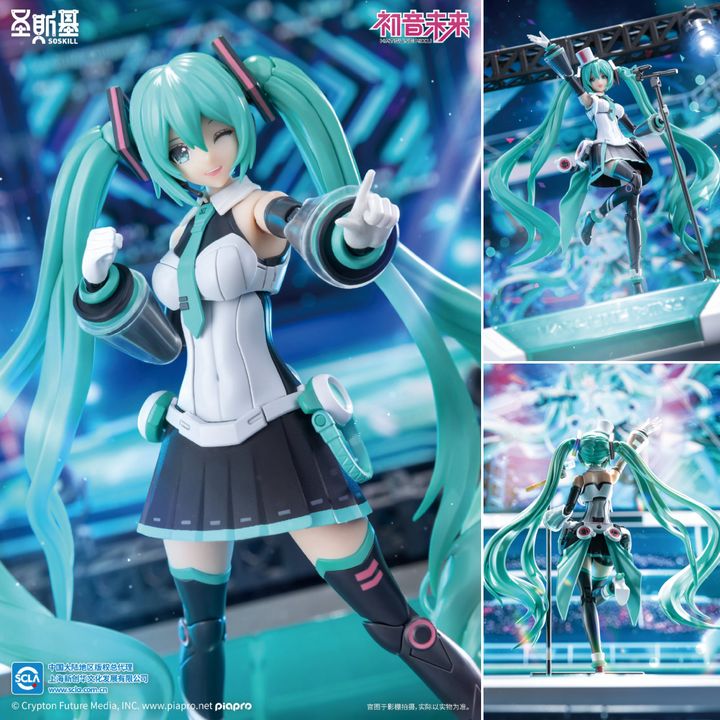 圣斯基
SOSKILL
初音未来
HATSUNE MIKU
SCLA
中国大陆地区版权总代理
上海新创华文化发展有限公司
www.scla.com.cn
© Crypton Future Media, INC. www.piapro.net piapro
官图于影棚拍摄,实际以实物为准。